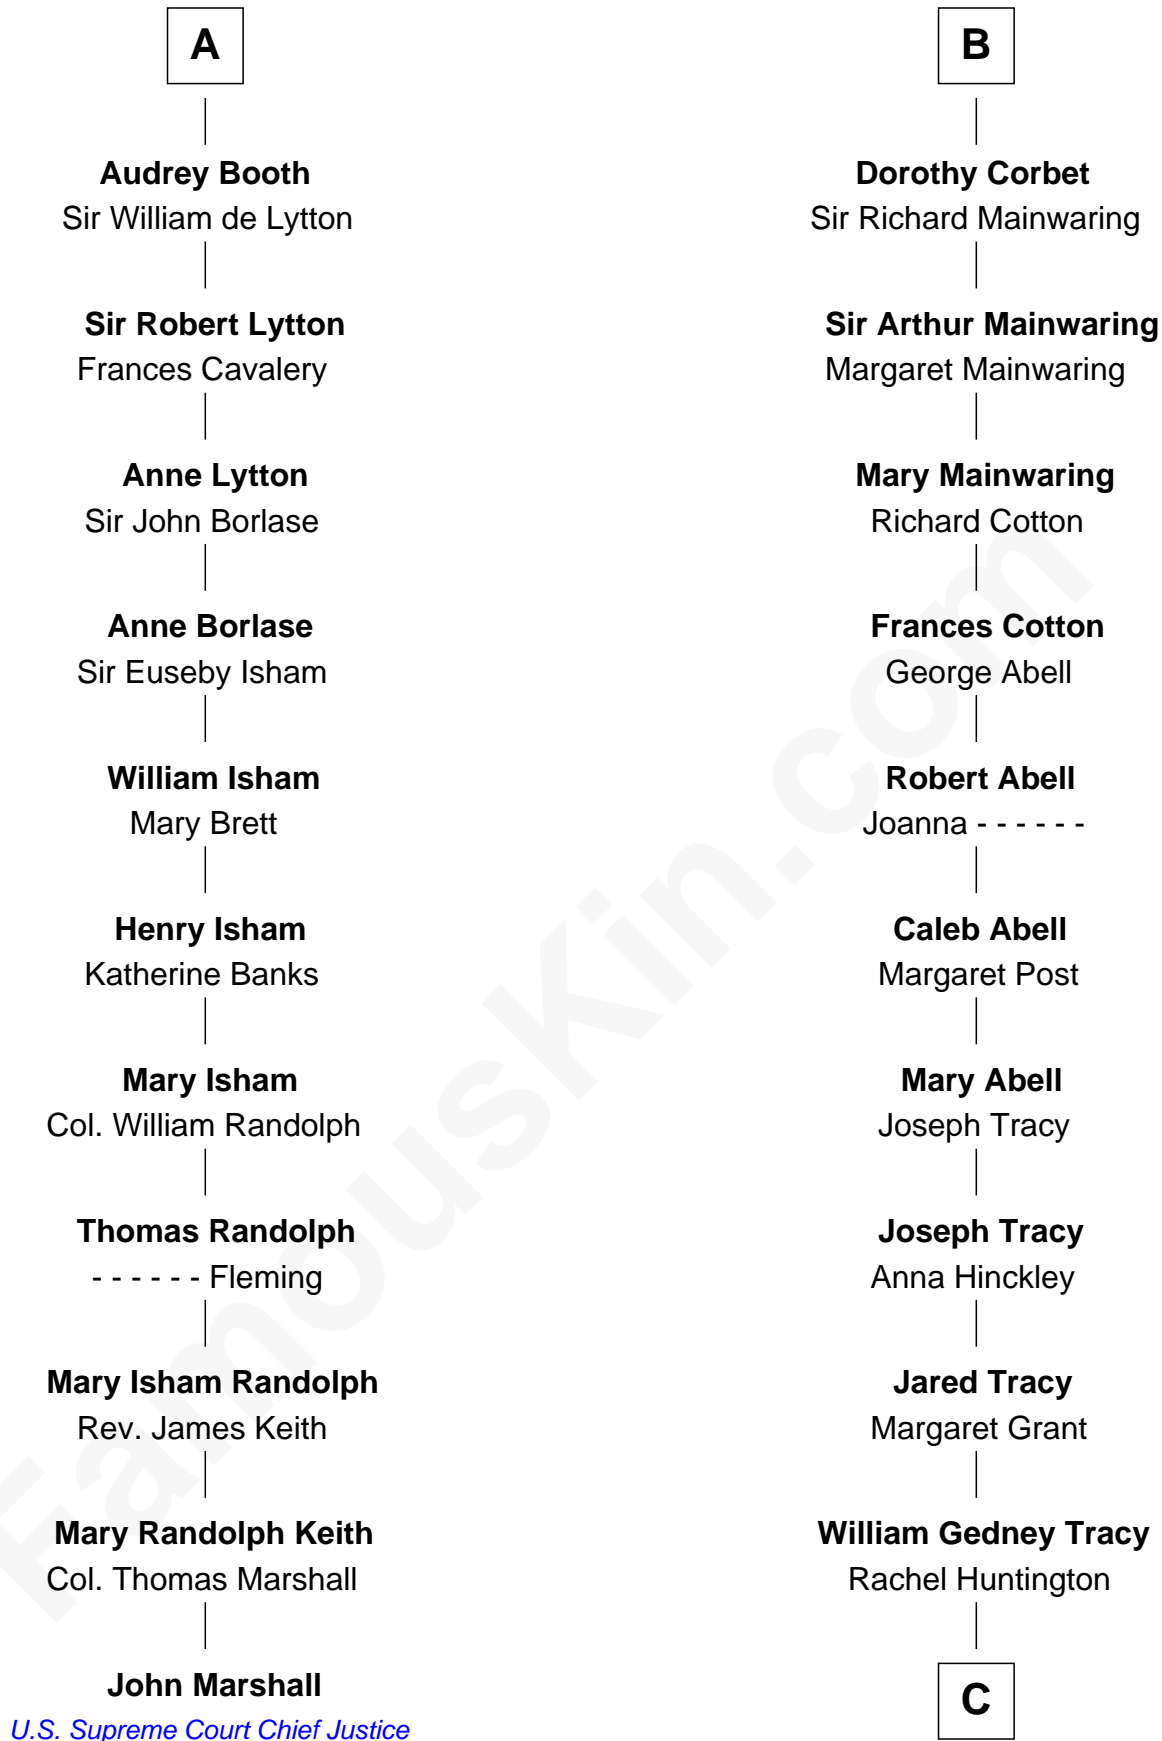 A
Audrey Booth
Sir William de Lytton
Sir Robert Lytton
Frances Cavalery
Anne Lytton
Sir John Borlase
Anne Borlase
Sir Euseby Isham
William Isham
Mary Brett
Henry Isham
Katherine Banks
Mary Isham
Col. William Randolph
Thomas Randolph
- - - - - - Fleming
Mary Isham Randolph
Rev. James Keith
Mary Randolph Keith
Col. Thomas Marshall
John Marshall
U.S. Supreme Court Chief Justice
B
Dorothy Corbet
Sir Richard Mainwaring
Sir Arthur Mainwaring
Margaret Mainwaring
Mary Mainwaring
Richard Cotton
Frances Cotton
George Abell
Robert Abell
Joanna - - - - - -
Caleb Abell
Margaret Post
Mary Abell
Joseph Tracy
Joseph Tracy
Anna Hinckley
Jared Tracy
Margaret Grant
William Gedney Tracy
Rachel Huntington
C
FamousKin.com